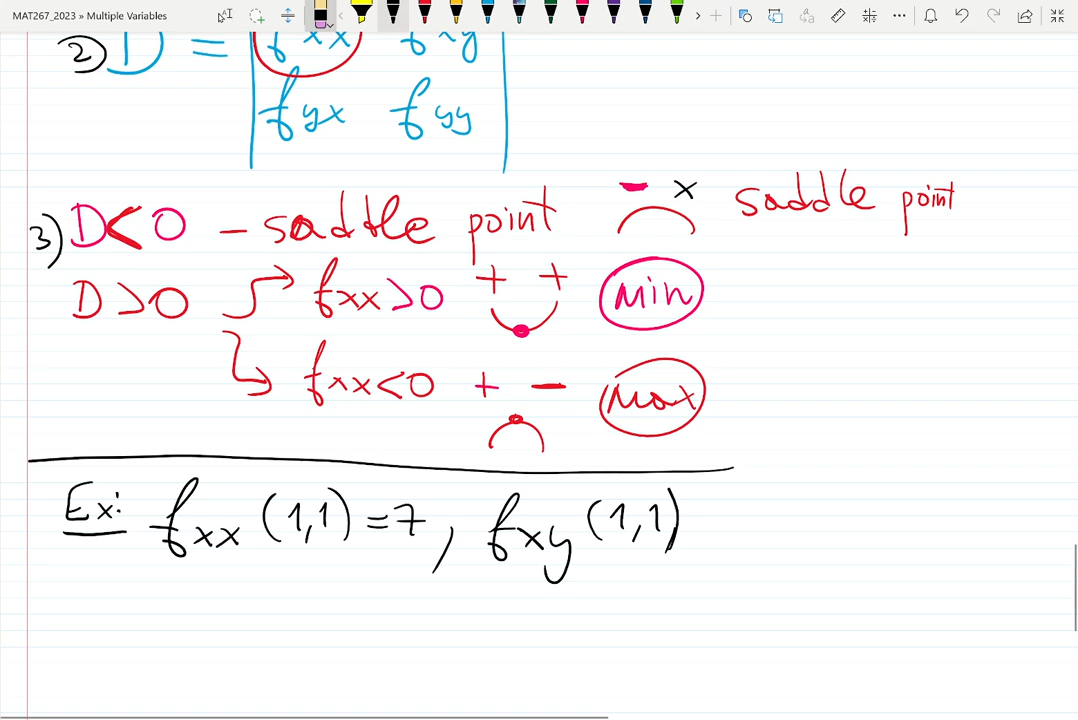 MAT267_2023 » Multiple Variables
2) D = | fxx fxy |
| fyx fyy |
3) D<0 – saddle point - x saddle point
D>0 fxx>0 + + Min
fxx<0 + - Max
Ex: fxx (1,1) = 7, fxy (1,1)